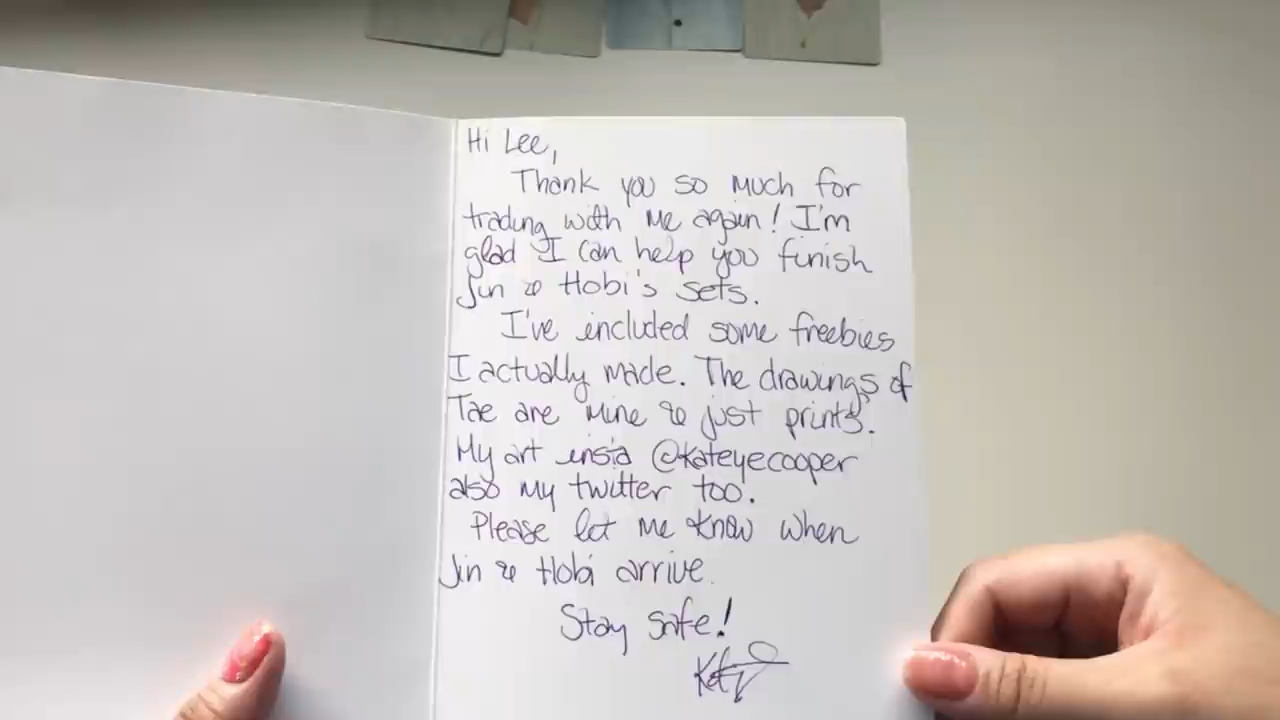 Hi Lee,
Thank you so much for
trading with me again! I'm
glad I can help you finish
Jin & Hobi's sets.
I've included some freebies
I actually made. The drawings of
Tae are mine & just prints.
My art insta @kateyecooper
also my twitter too.
Please let me know when
Jin & Hobi arrive.
Stay safe!